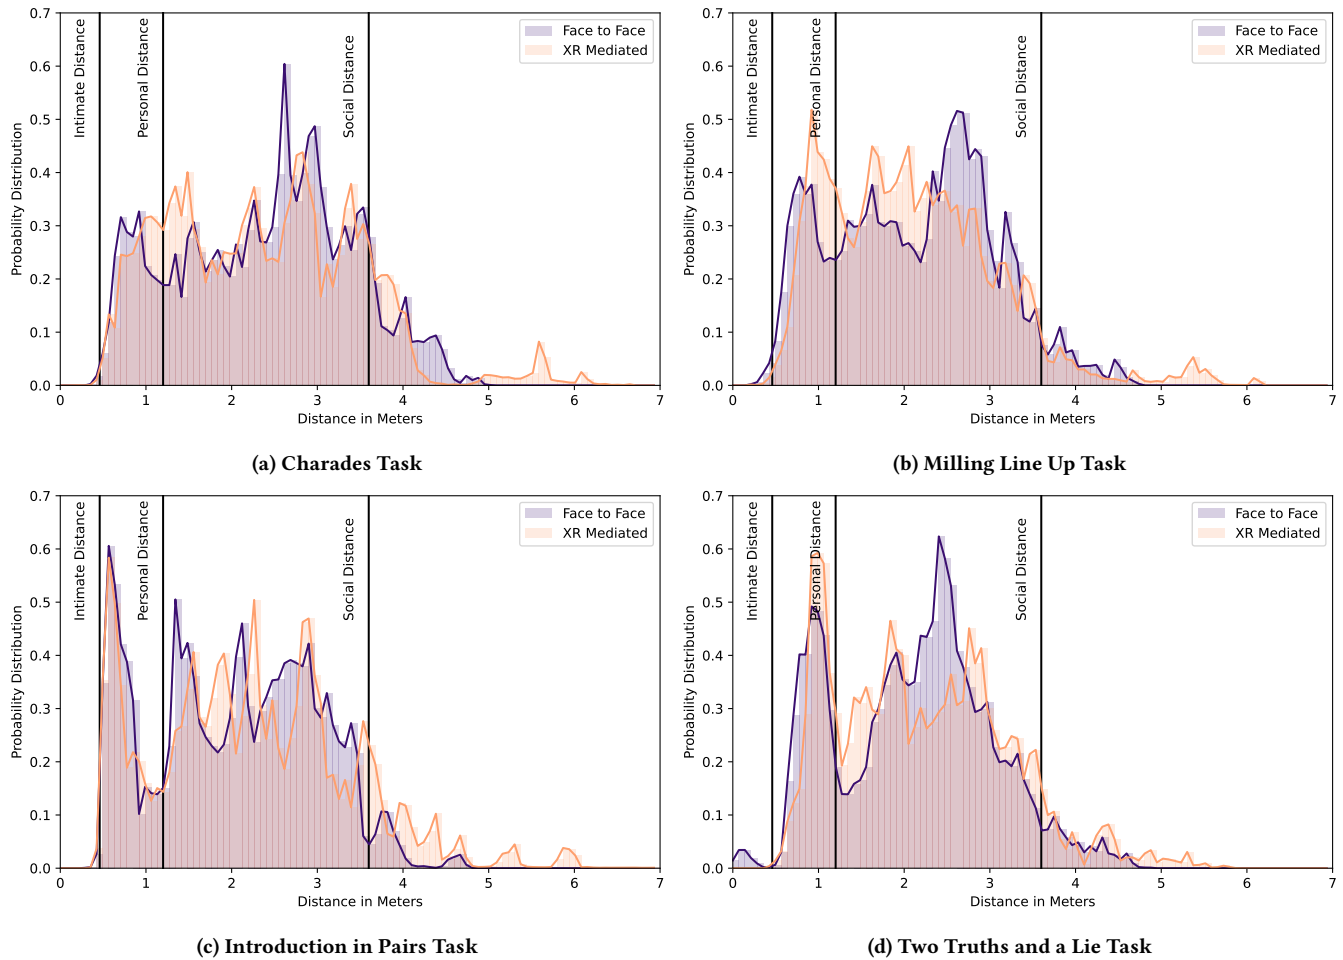 0.7
0.6
0.5
0.4
0.3
0.2
0.1
0.0
Probability Distribution
Intimate Distance
Personal Distance
Social Distance
Face to Face
XR Mediated
0 1 2 3 4 5 6 7
Distance in Meters
(a) Charades Task
0.7
0.6
0.5
0.4
0.3
0.2
0.1
0.0
Probability Distribution
Intimate Distance
Personal Distance
Social Distance
Face to Face
XR Mediated
0 1 2 3 4 5 6 7
Distance in Meters
(b) Milling Line Up Task
0.7
0.6
0.5
0.4
0.3
0.2
0.1
0.0
Probability Distribution
Intimate Distance
Personal Distance
Social Distance
Face to Face
XR Mediated
0 1 2 3 4 5 6 7
Distance in Meters
(c) Introduction in Pairs Task
0.7
0.6
0.5
0.4
0.3
0.2
0.1
0.0
Probability Distribution
Intimate Distance
Personal Distance
Social Distance
Face to Face
XR Mediated
0 1 2 3 4 5 6 7
Distance in Meters
(d) Two Truths and a Lie Task